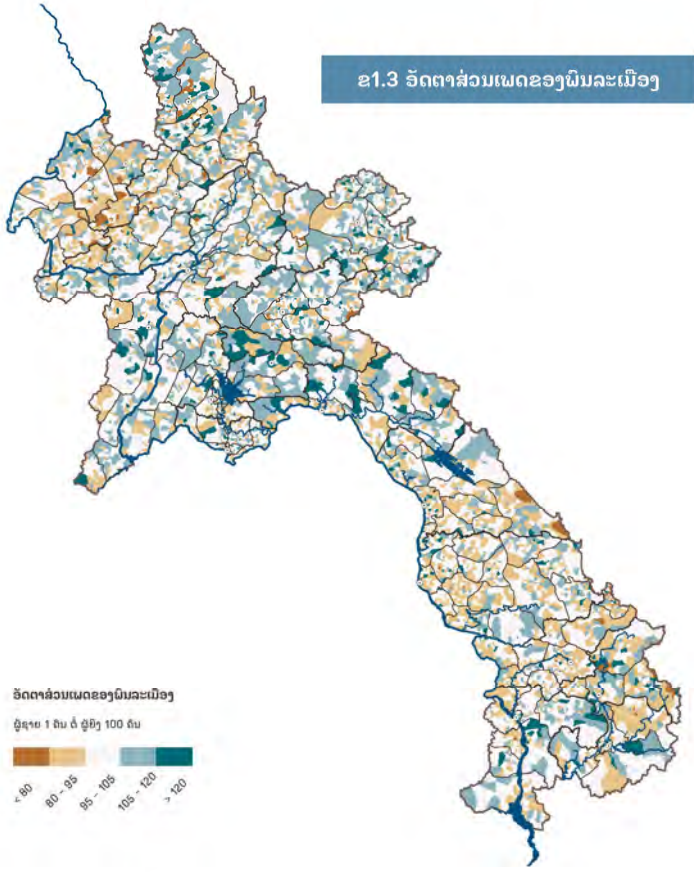 ຂ1.3 ອັດຕາສ່ວນເພດຂອງພົນລະເມືອງ
ອັດຕາສ່ວນເພດຂອງພົນລະເມືອງ
ຜູ້ຊາຍ 1 ຄົນ ຕໍ່ ຜູ້ຍິງ 100 ຄົນ
< 80
80 - 95
95 - 105
105 - 120
> 120